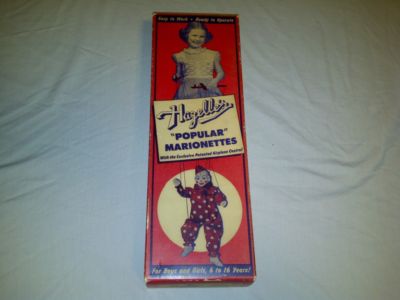 Easy to Work • Ready to Operate
Hazelle's
"POPULAR"
MARIONETTES
With the Exclusive Patented Airplane Control
For Boys and Girls, 6 to 16 Years!